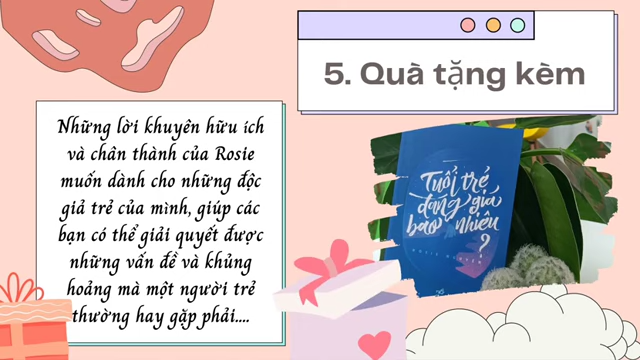 5. Quà tặng kèm
Những lời khuyên hữu ích
và chân thành của Rosie
muốn dành cho những độc
giả trẻ của mình, giúp các
bạn có thể giải quyết được
những vấn đề và khủng
hoảng mà một người trẻ
thường hay gặp phải....
Tuổi trẻ
đáng giá
bao nhiêu
?